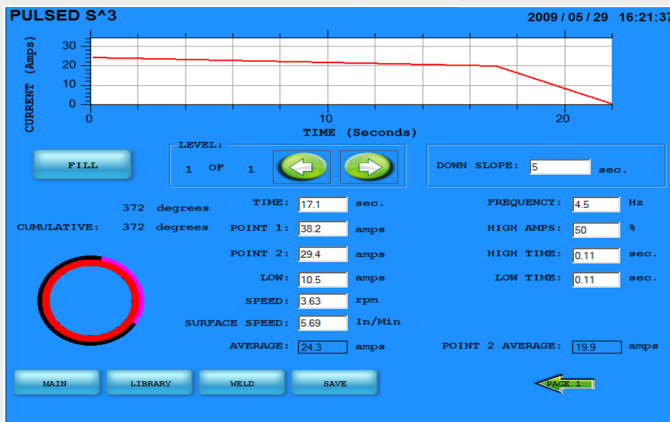 PULSED S^3 2009 / 05 / 29 16:21:37
CURRENT (Amps)
30
20
10
0
0 10 20
TIME (Seconds)
FILL
LEVEL:
1 OF 1
DOWN SLOPE: 5 sec.
372 degrees
CUMULATIVE: 372 degrees
TIME: 17.1 sec.
POINT 1: 38.2 amps
POINT 2: 29.4 amps
LOW: 10.5 amps
SPEED: 3.63 rpm
SURFACE SPEED: 5.69 In/Min
AVERAGE: 24.3 amps
FREQUENCY: 4.5 Hz
HIGH AMPS: 50 %
HIGH TIME: 0.11 sec.
LOW TIME: 0.11 sec.
POINT 2 AVERAGE: 19.9 amps
MAIN LIBRARY WELD SAVE PAGE 1